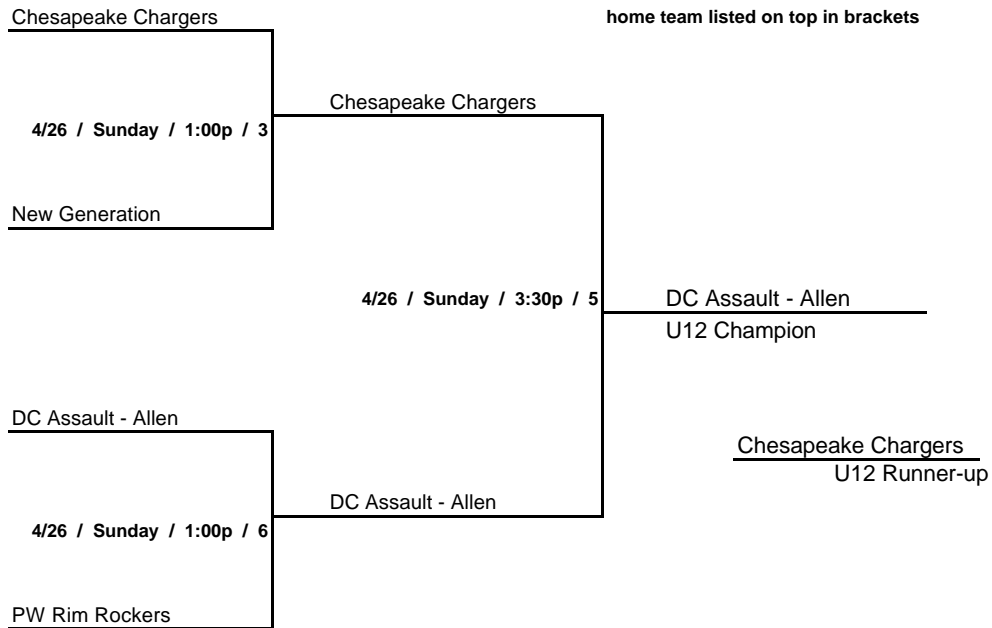 Chesapeake Chargers
home team listed on top in brackets
Chesapeake Chargers
4/26 / Sunday / 1:00p / 3
New Generation
4/26 / Sunday / 3:30p / 5
DC Assault - Allen
U12 Champion
DC Assault - Allen
Chesapeake Chargers
U12 Runner-up
DC Assault - Allen
4/26 / Sunday / 1:00p / 6
PW Rim Rockers